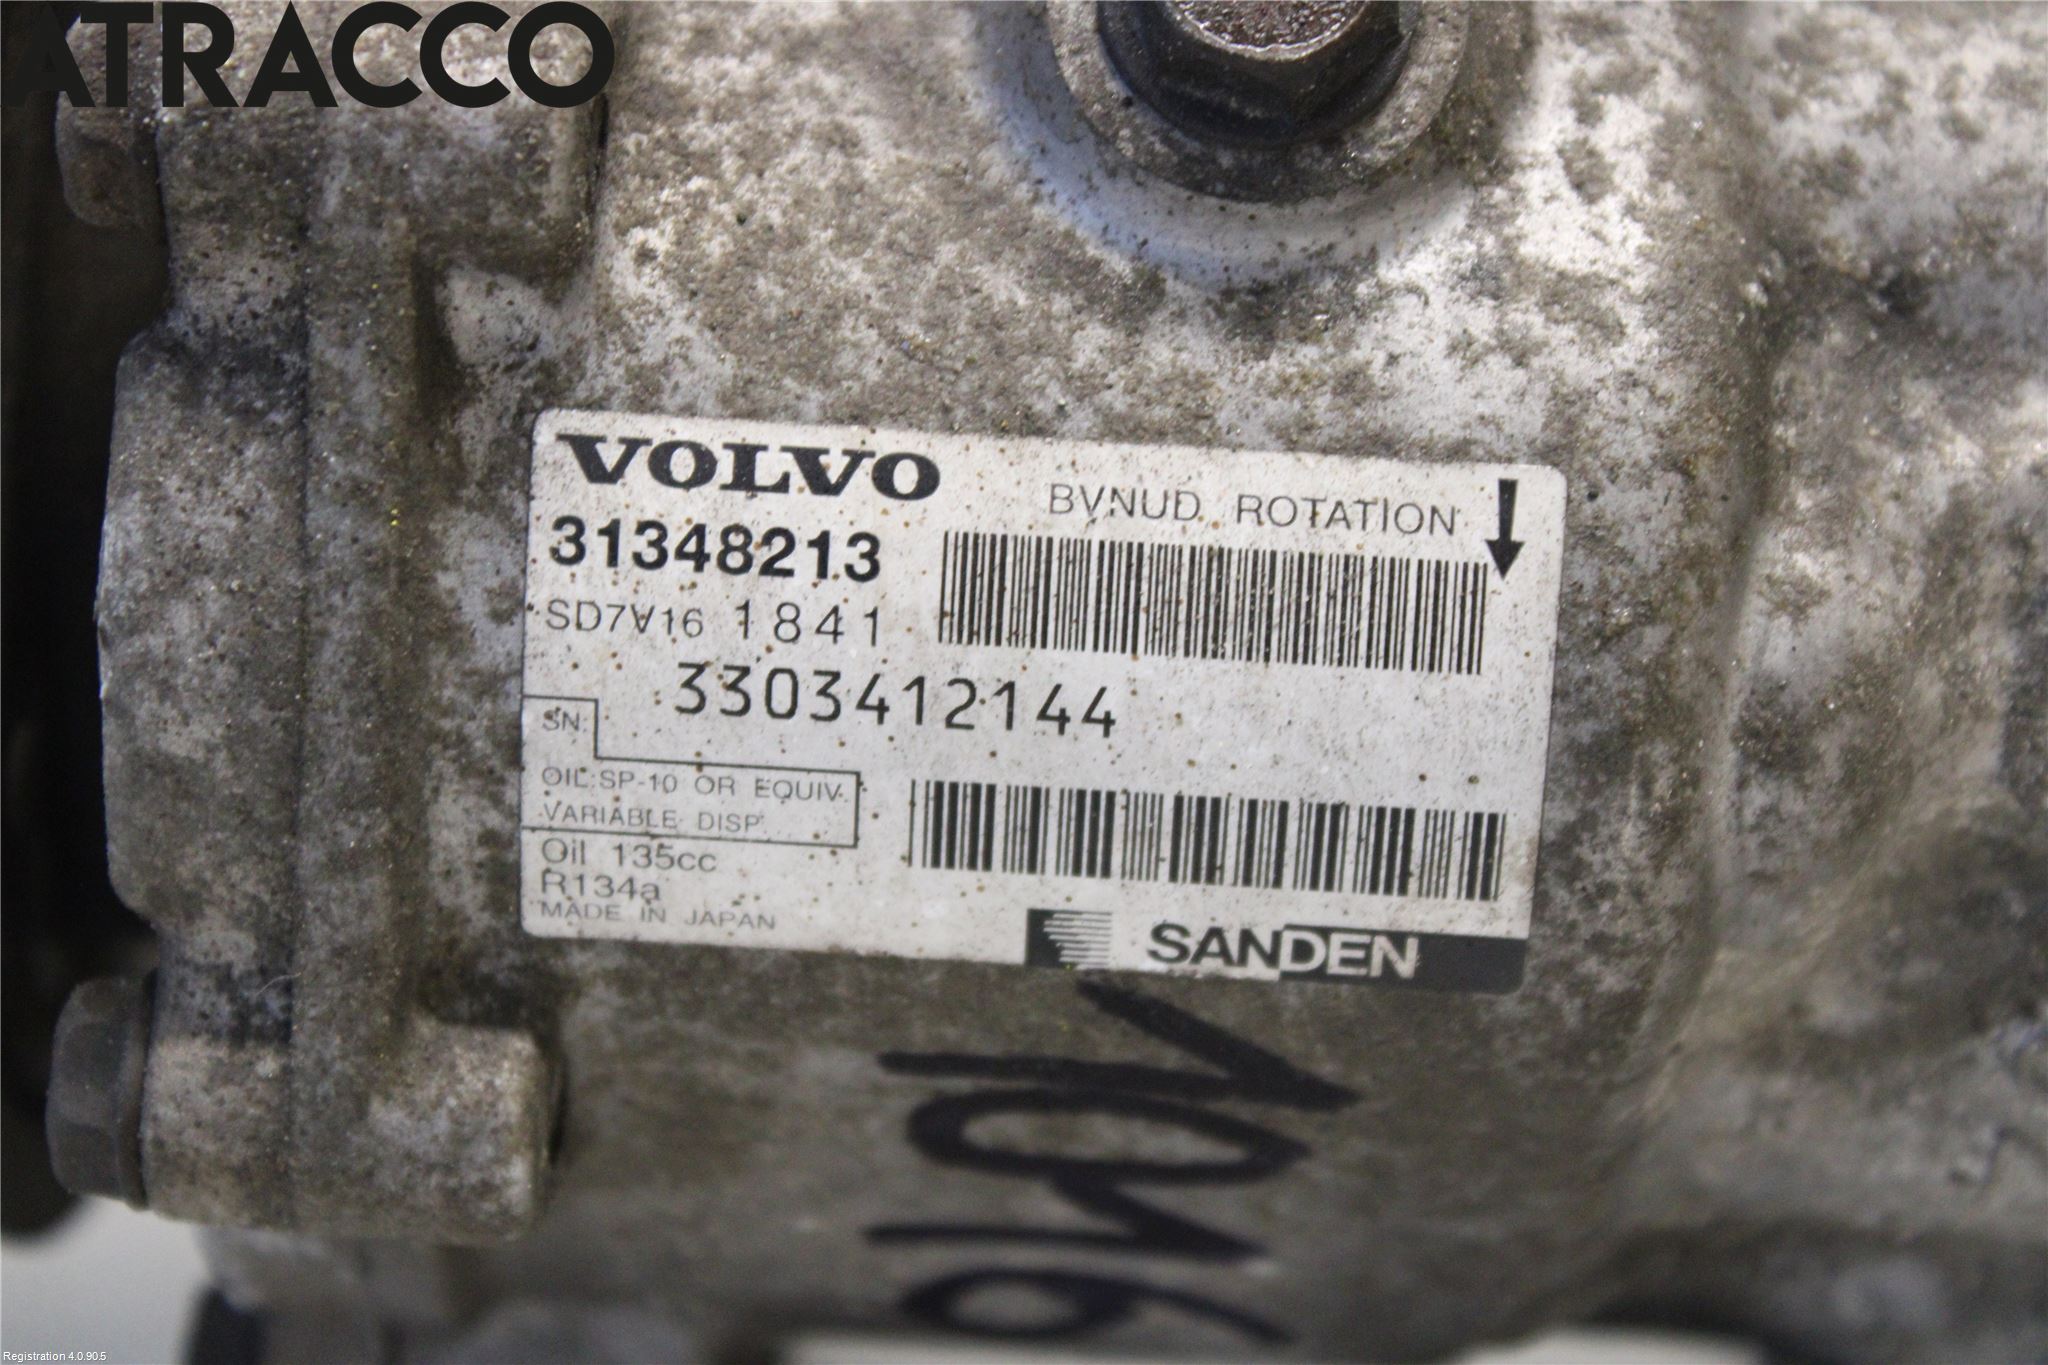 ATRACCO
VOLVO
BVNUD ROTATION
31348213
SD7V16 1841
3303412144
SN:
OIL:SP-10 OR EQUIV.
VARIABLE DISP.
Oil 135cc
R134a
MADE IN JAPAN
SANDEN
Registration 4.0.90.5